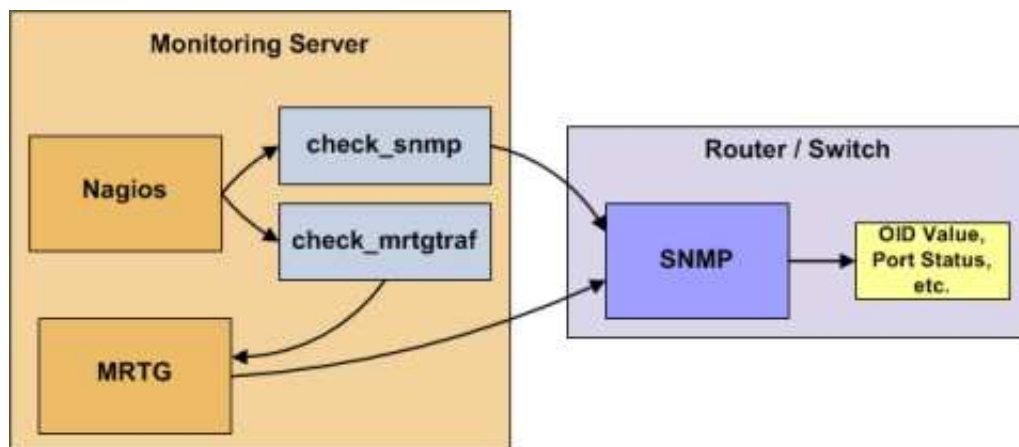 Monitoring Server
check_snmp
Nagios
check_mrtgtraf
MRTG
Router / Switch
SNMP
OID Value,
Port Status,
etc.